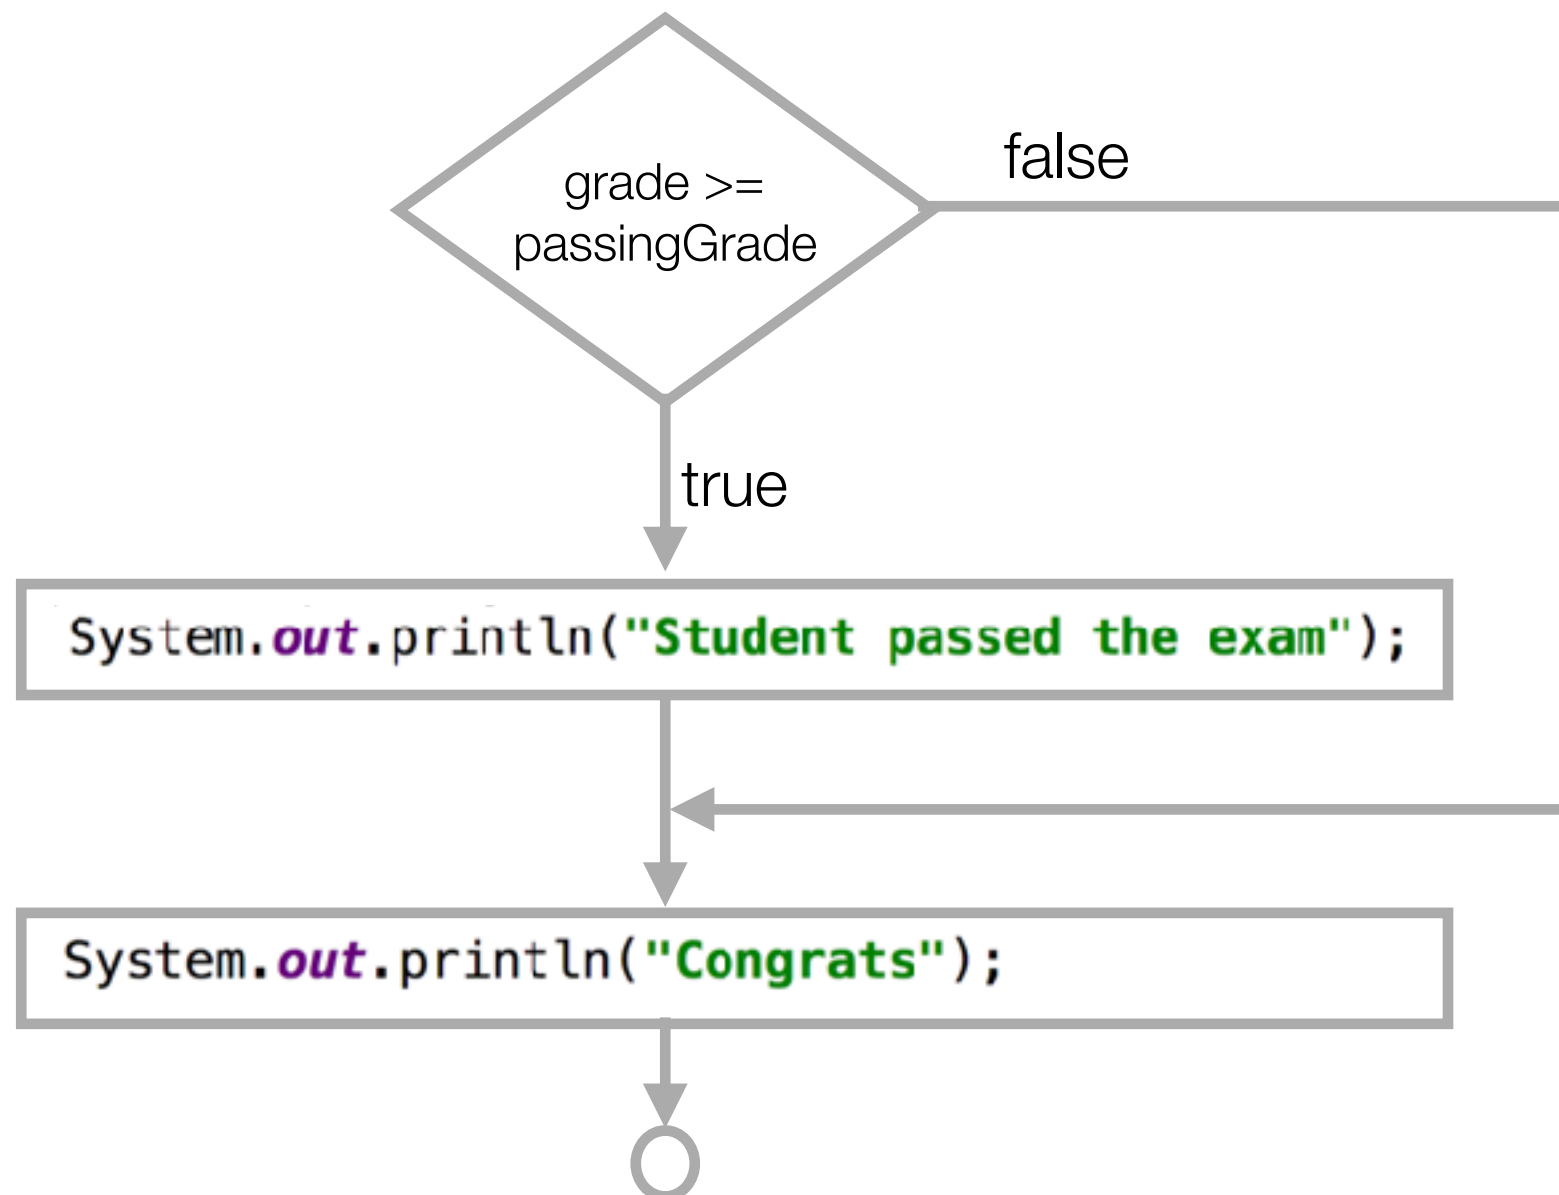 false
grade >=
passingGrade
true
System.out.println("Student passed the exam");
System.out.println("Congrats");